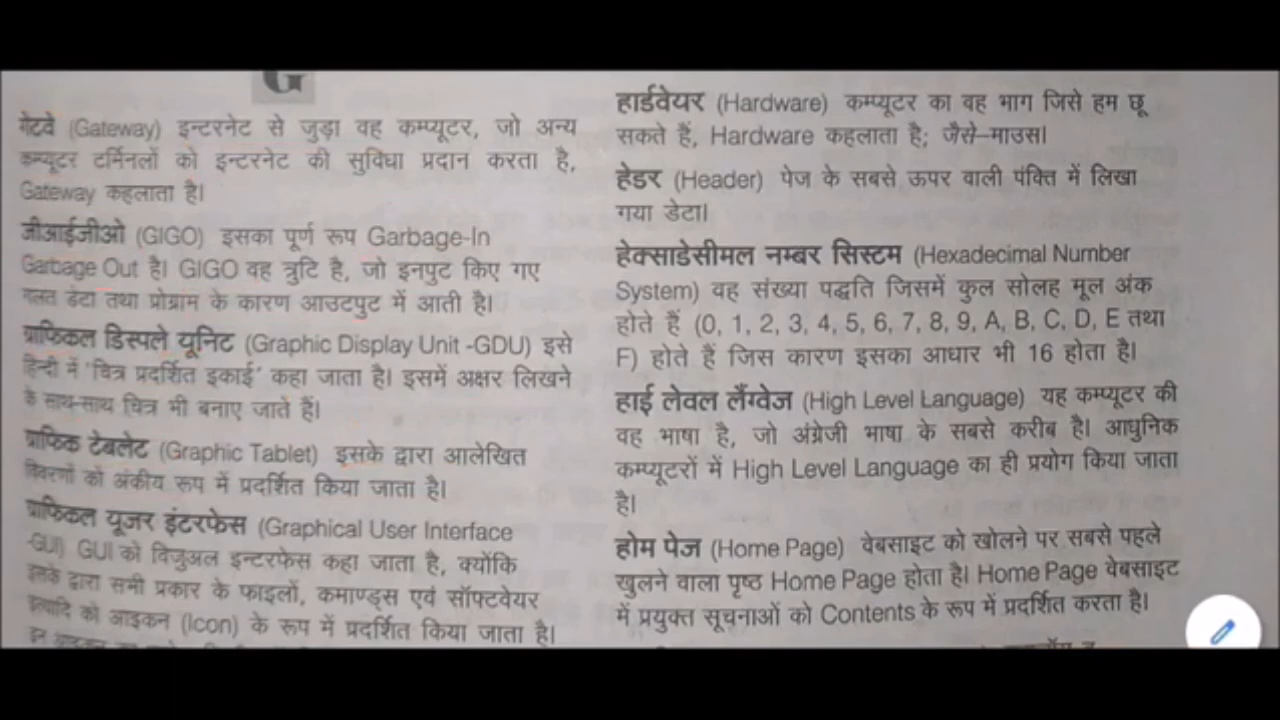 G
गेटवे (Gateway) इन्टरनेट से जुड़ा वह कम्प्यूटर, जो अन्य
कम्प्यूटर टर्मिनलों को इन्टरनेट की सुविधा प्रदान करता है,
Gateway कहलाता है।
जीआईजीओ (GIGO) इसका पूर्ण रूप Garbage-In
Garbage Out है। GIGO वह त्रुटि है, जो इनपुट किए गए
गलत डेटा तथा प्रोग्राम के कारण आउटपुट में आती है।
ग्राफिकल डिस्पले यूनिट (Graphic Display Unit -GDU) इसे
हिन्दी में 'चित्र प्रदर्शित इकाई' कहा जाता है। इसमें अक्षर लिखने
के साथ-साथ चित्र भी बनाए जाते हैं।
ग्राफिक टेबलेट (Graphic Tablet) इसके द्वारा आलेखित
विवरणों को अंकीय रूप में प्रदर्शित किया जाता है।
ग्राफिकल यूजर इंटरफेस (Graphical User Interface
-GUI) GUI को विजुअल इन्टरफेस कहा जाता है, क्योंकि
इसके द्वारा सभी प्रकार के फाइलों, कमाण्ड्स एवं सॉफ्टवेयर
इत्यादि को आइकन (Icon) के रूप में प्रदर्शित किया जाता है।
हार्डवेयर (Hardware) कम्प्यूटर का वह भाग जिसे हम छू
सकते हैं, Hardware कहलाता है; जैसे–माउस।
हेडर (Header) पेज के सबसे ऊपर वाली पंक्ति में लिखा
गया डेटा।
हेक्साडेसीमल नम्बर सिस्टम (Hexadecimal Number
System) वह संख्या पद्धति जिसमें कुल सोलह मूल अंक
होते हैं (0, 1, 2, 3, 4, 5, 6, 7, 8, 9, A, B, C, D, E तथा
F) होते हैं जिस कारण इसका आधार भी 16 होता है।
हाई लेवल लैंग्वेज (High Level Language) यह कम्प्यूटर की
वह भाषा है, जो अंग्रेजी भाषा के सबसे करीब है। आधुनिक
कम्प्यूटरों में High Level Language का ही प्रयोग किया जाता
है।
होम पेज (Home Page) वेबसाइट को खोलने पर सबसे पहले
खुलने वाला पृष्ठ Home Page होता है। Home Page वेबसाइट
में प्रयुक्त सूचनाओं को Contents के रूप में प्रदर्शित करता है।